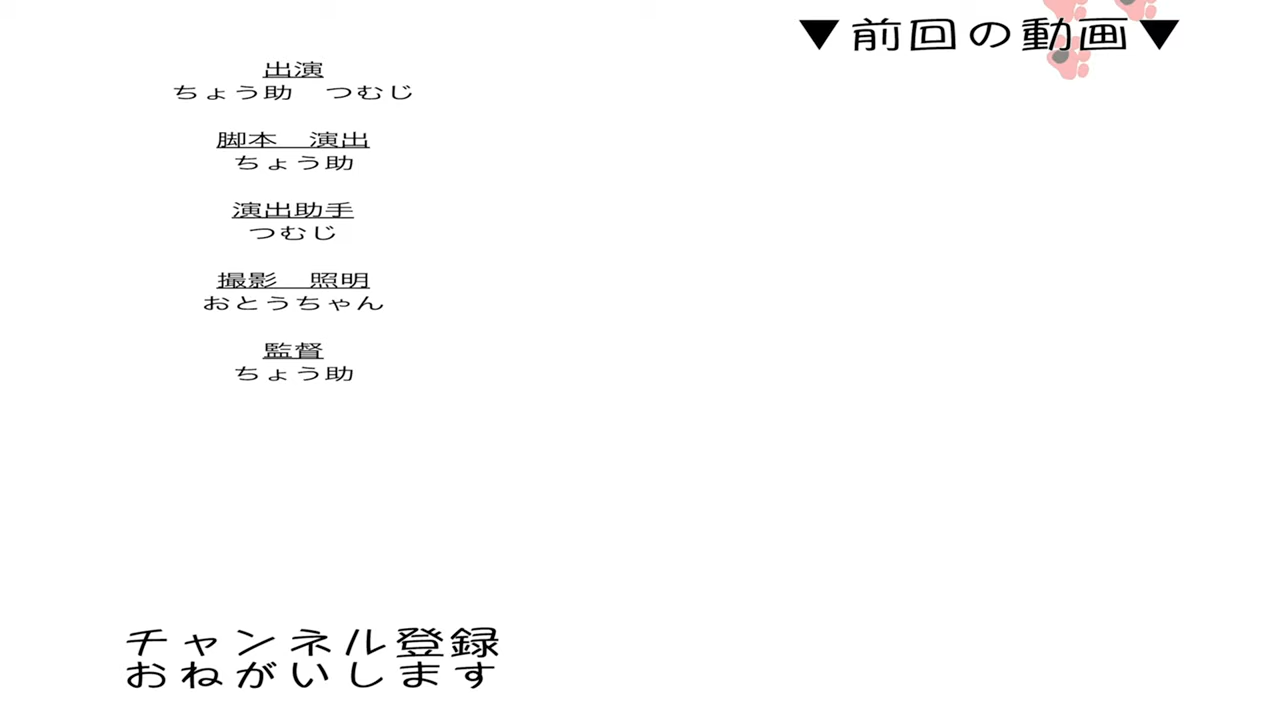 ▼前回の動画▼
出演
ちょう助　つむじ
脚本　演出
ちょう助
演出助手
つむじ
撮影　照明
おとうちゃん
監督
ちょう助
チャンネル登録
おねがいします